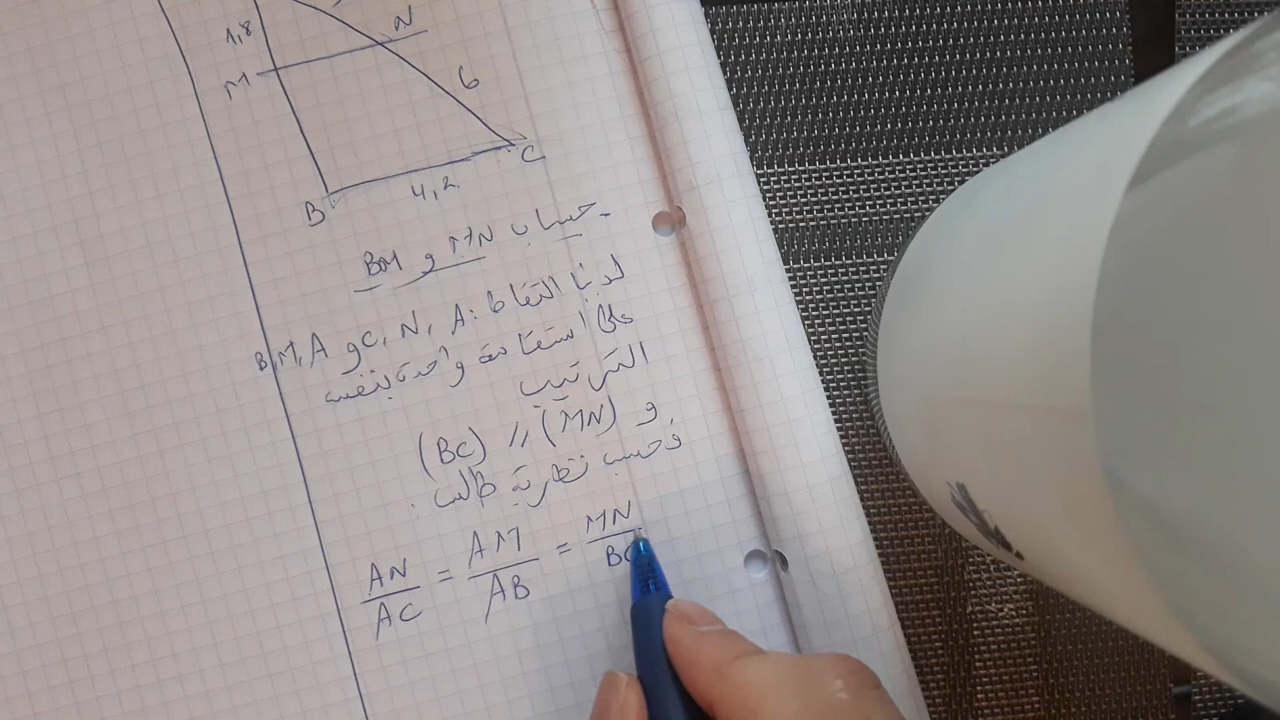 1,8
N
M
6
C
4,2
B
حساب MN و BM
لدينا النقاط: A, N, C و A, M, B
على استقامة واحدة بنفس
الترتيب
و (MN) // (BC)
فحسب نظرية طالس.
AN/AC = AM/AB = MN/BC